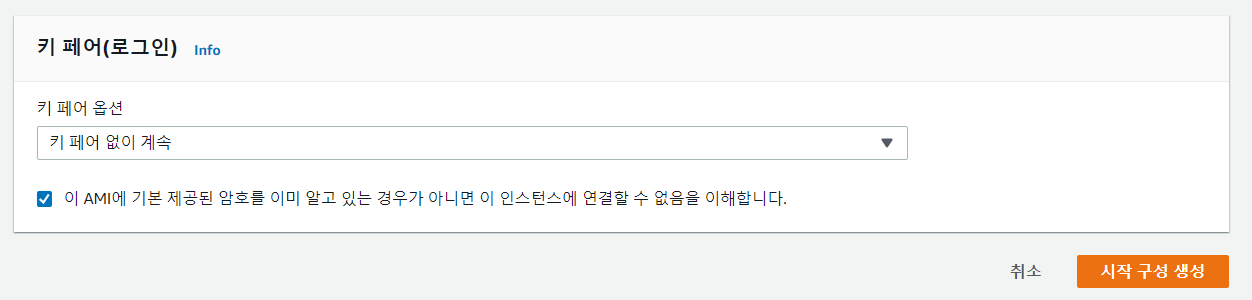 키 페어(로그인) Info
키 페어 옵션
키 페어 없이 계속
이 AMI에 기본 제공된 암호를 이미 알고 있는 경우가 아니면 이 인스턴스에 연결할 수 없음을 이해합니다.
취소 시작 구성 생성